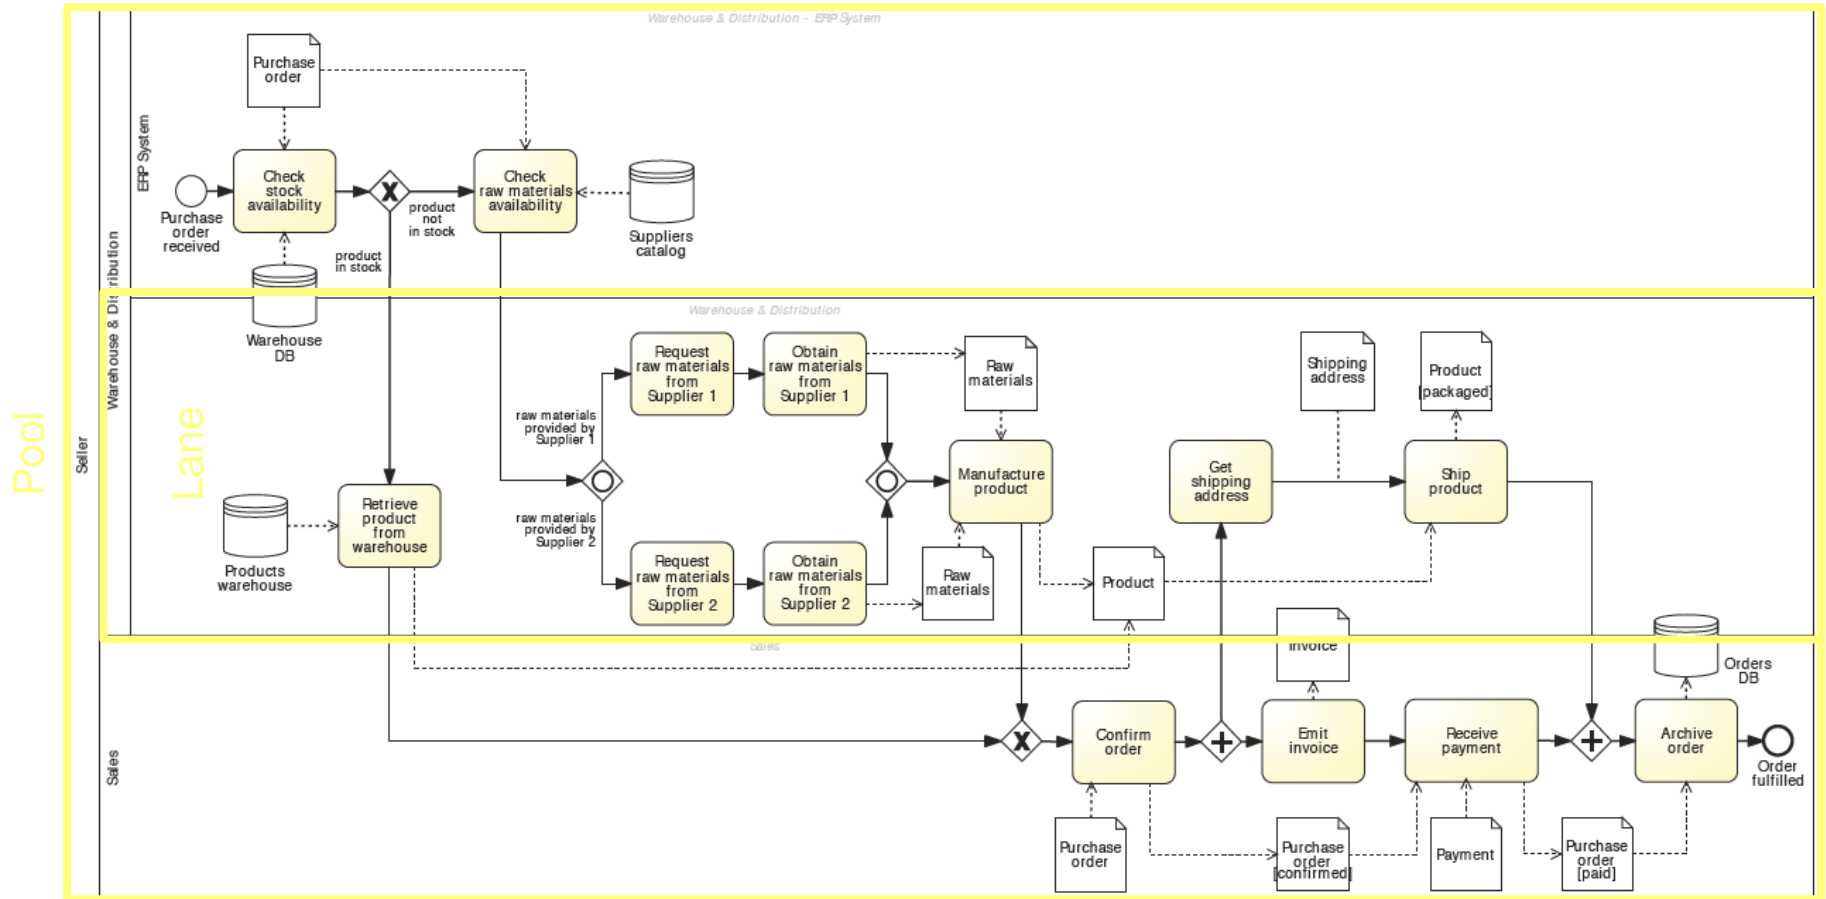 Warehouse & Distribution - ERP System
Purchase
order
ERP System
Check
stock
availability
X
Check
raw materials
availability
Purchase
order
received
product
not
in stock
Suppliers
catalog
product
in stock
Warehouse & Distribution
Warehouse & Distribution
Warehouse
DB
Request
raw materials
from
Supplier 1
Obtain
raw materials
from
Supplier 1
Raw
materials
Shipping
address
Product
[packaged]
raw materials
provided by
Supplier 1
Pool
Seller
Lane
Manufacture
product
Get
shipping
address
Ship
product
Products
warehouse
Retrieve
product
from
warehouse
raw materials
provided by
Supplier 2
Request
raw materials
from
Supplier 2
Obtain
raw materials
from
Supplier 2
Raw
materials
Product
Sales
Invoice
Orders
DB
Sales
X
Confirm
order
Emit
invoice
Receive
payment
Archive
order
Order
fulfilled
Purchase
order
Purchase
order
[confirmed]
Payment
Purchase
order
[paid]